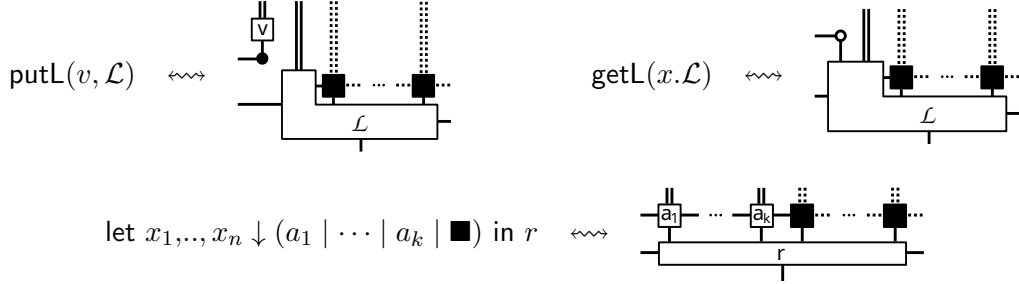 v
putL(v, ℒ) ⇝ ··· ℒ
getL(x.ℒ) ⇝ ··· ℒ
let x₁,..,xₙ ↓ (a₁ | ··· | aₖ | ■) in r ⇝ a₁ ··· aₖ ···
r